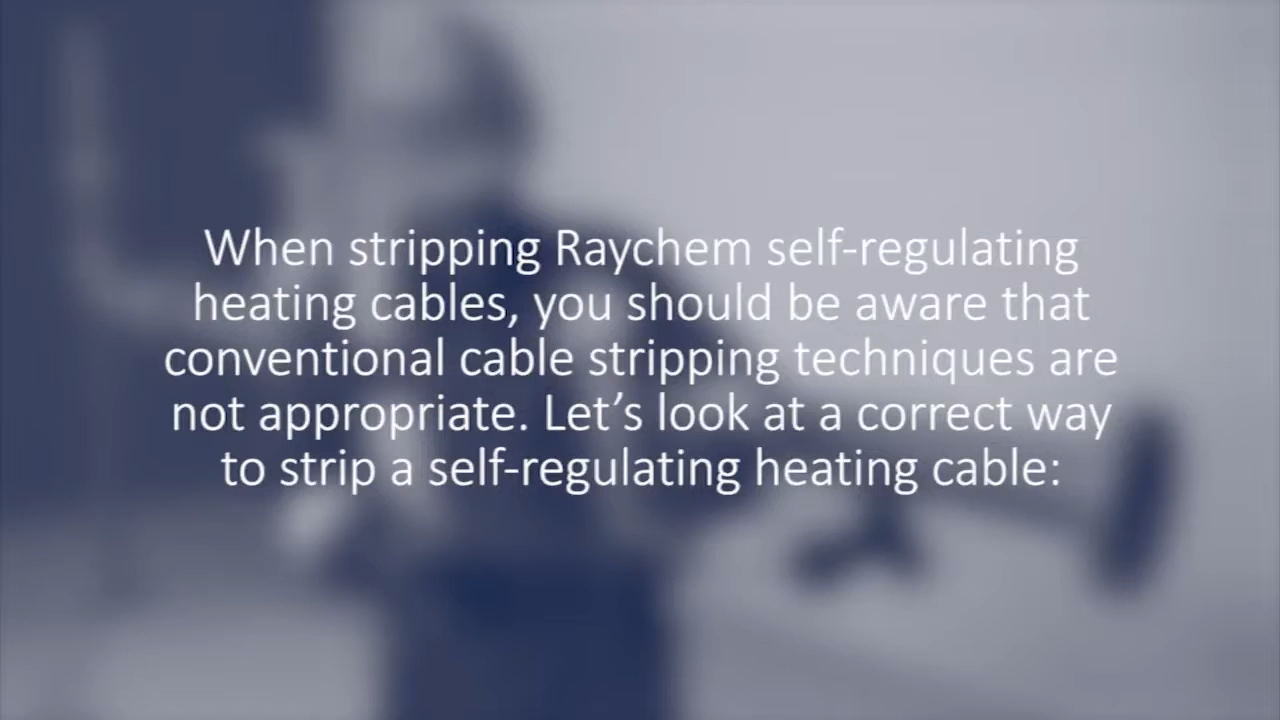 When stripping Raychem self-regulating
heating cables, you should be aware that
conventional cable stripping techniques are
not appropriate. Let’s look at a correct way
to strip a self-regulating heating cable: